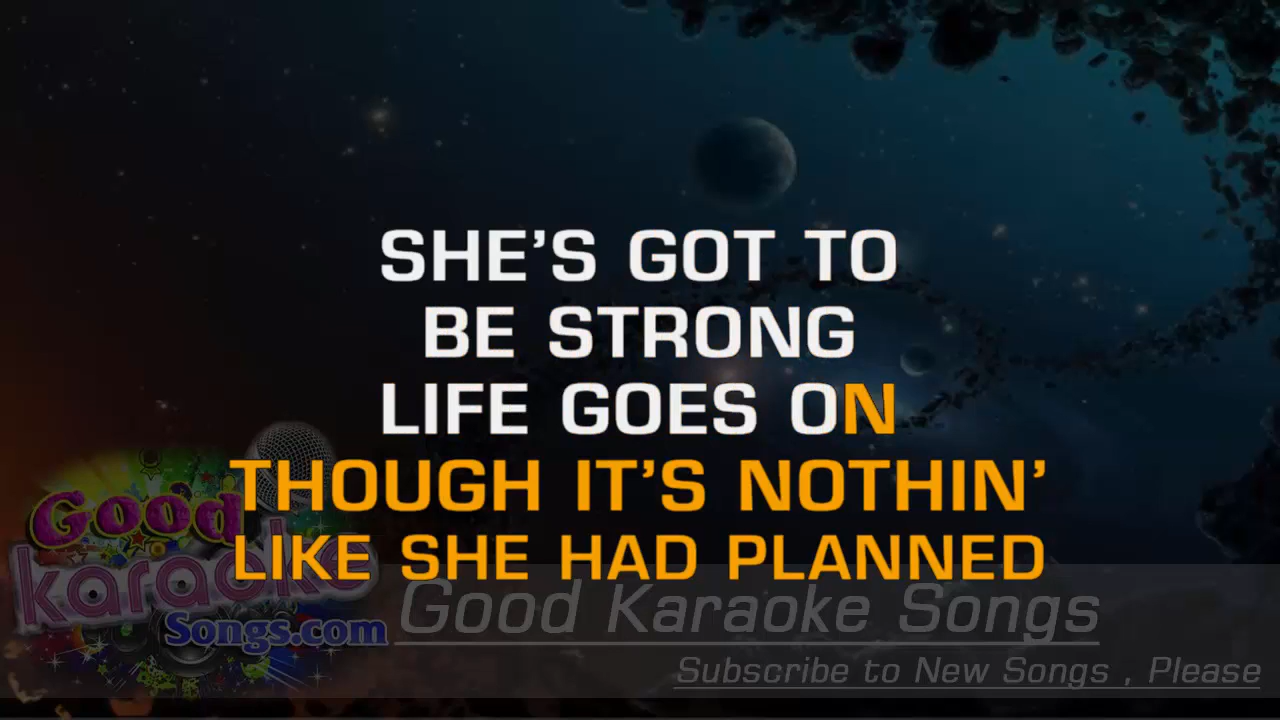 SHE'S GOT TO
BE STRONG
LIFE GOES ON
THOUGH IT'S NOTHIN'
LIKE SHE HAD PLANNED
Good
karaoke
Songs.com
Good Karaoke Songs
Subscribe to New Songs , Please